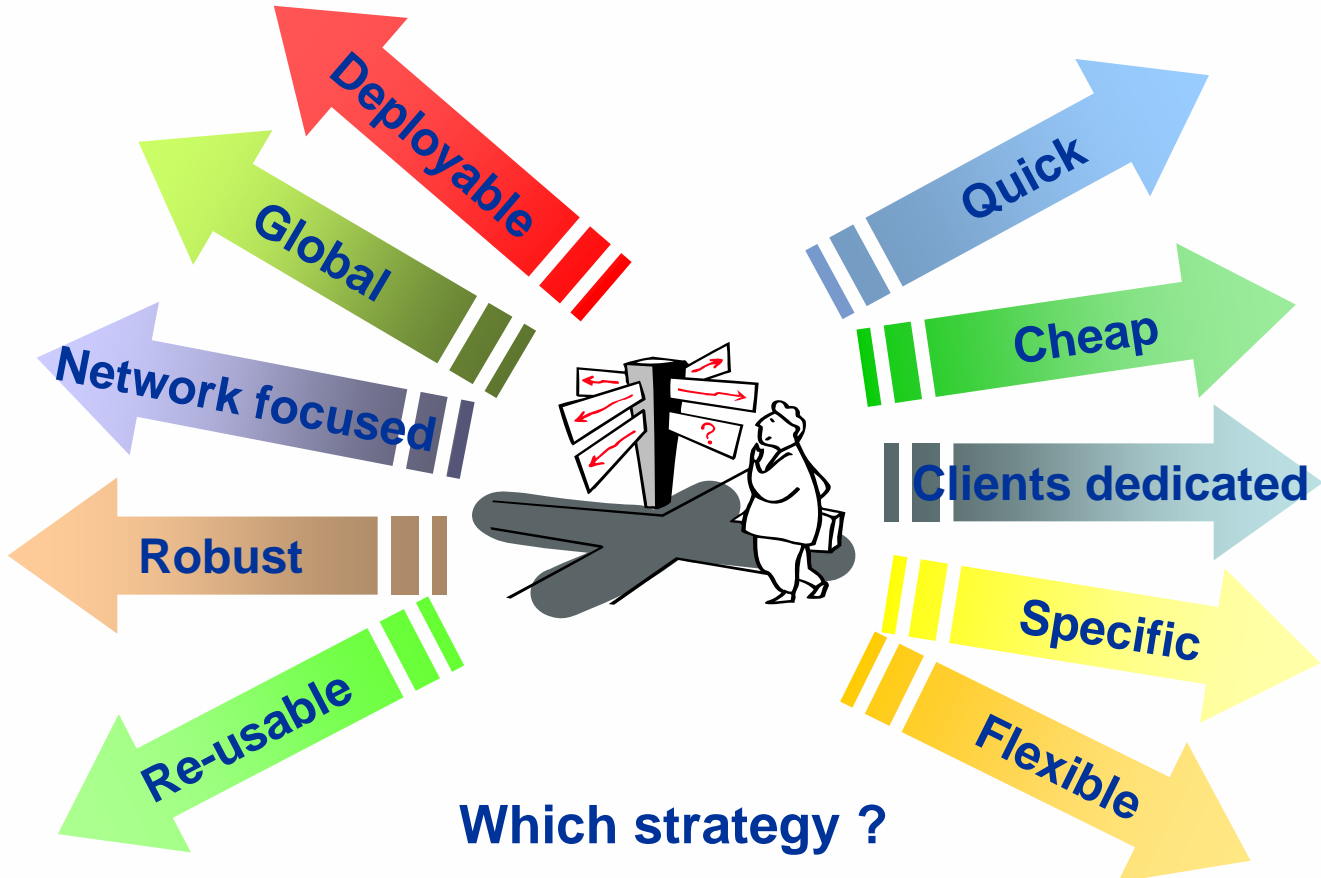 Deployable
Global
Network focused
Robust
Re-usable
Quick
Cheap
Clients dedicated
Specific
Flexible
?
Which strategy ?